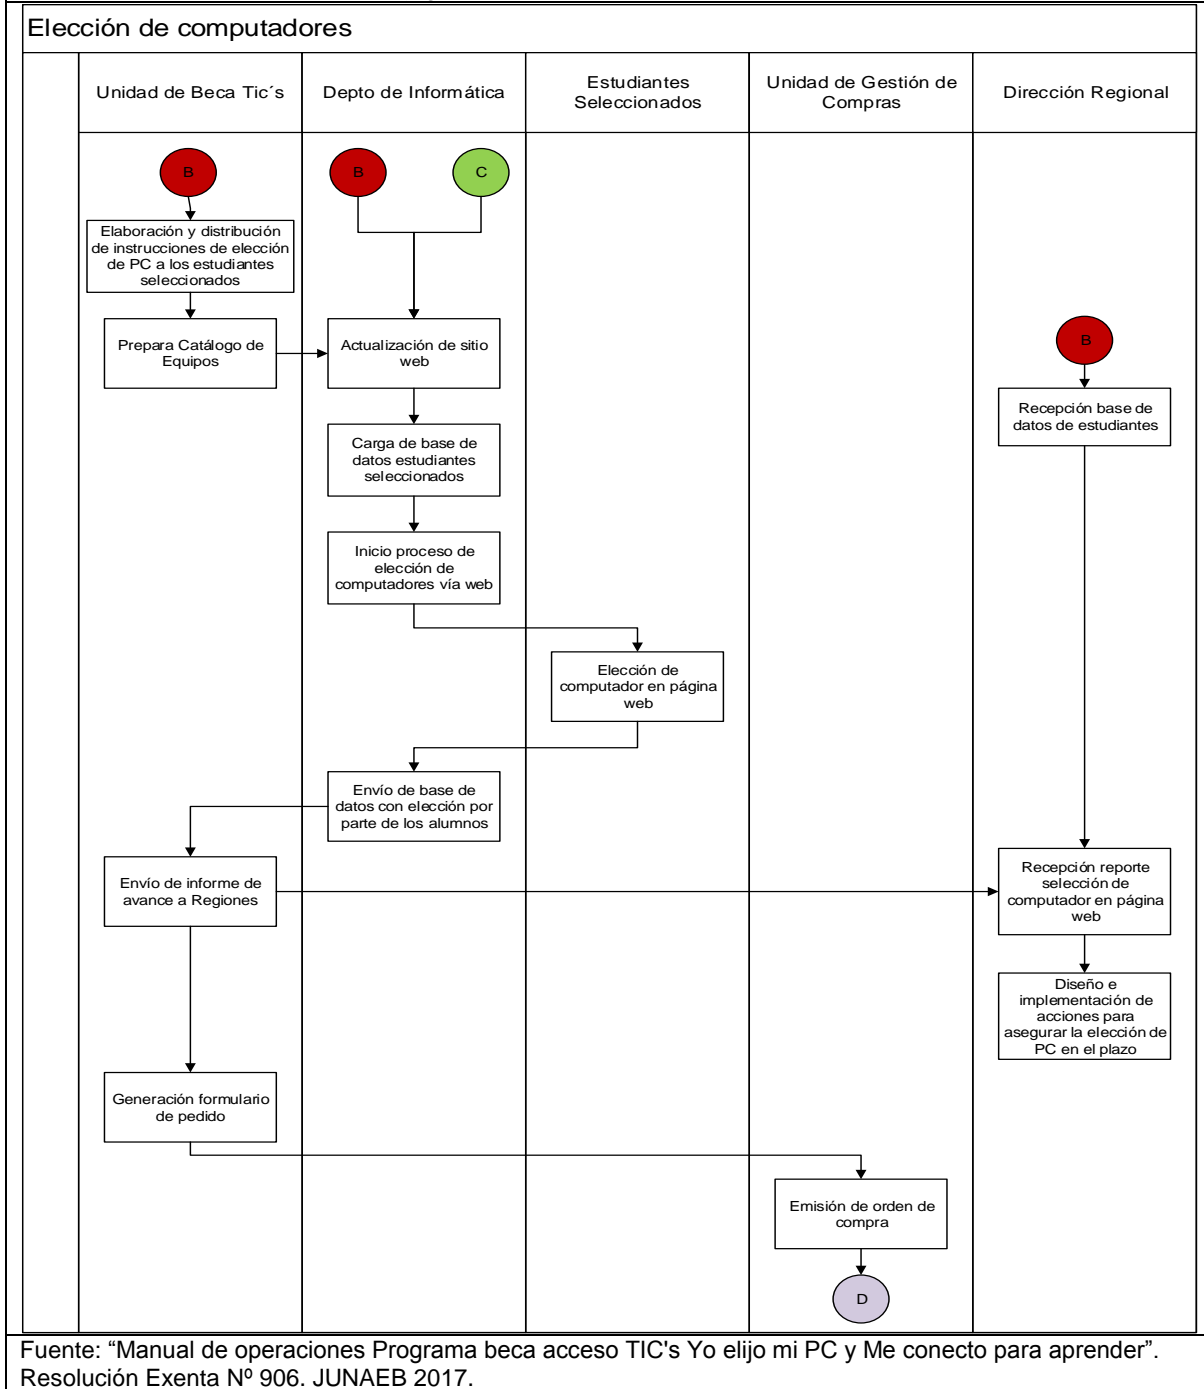 Elección de computadores
Unidad de Beca Tic´s
Depto de Informática
Estudiantes
Seleccionados
Unidad de Gestión de
Compras
Dirección Regional
B
B
C
Elaboración y distribución
de instrucciones de elección
de PC a los estudiantes
seleccionados
Prepara Catálogo de
Equipos
Actualización de sitio
web
B
Recepción base de
datos de estudiantes
Carga de base de
datos estudiantes
seleccionados
Inicio proceso de
elección de
computadores vía web
Elección de
computador en página
web
Envío de base de
datos con elección por
parte de los alumnos
Envío de informe de
avance a Regiones
Recepción reporte
selección de
computador en página
web
Diseño e
implementación de
acciones para
asegurar la elección de
PC en el plazo
Generación formulario
de pedido
Emisión de orden de
compra
D
Fuente: “Manual de operaciones Programa beca acceso TIC's Yo elijo mi PC y Me conecto para aprender”.
Resolución Exenta Nº 906. JUNAEB 2017.